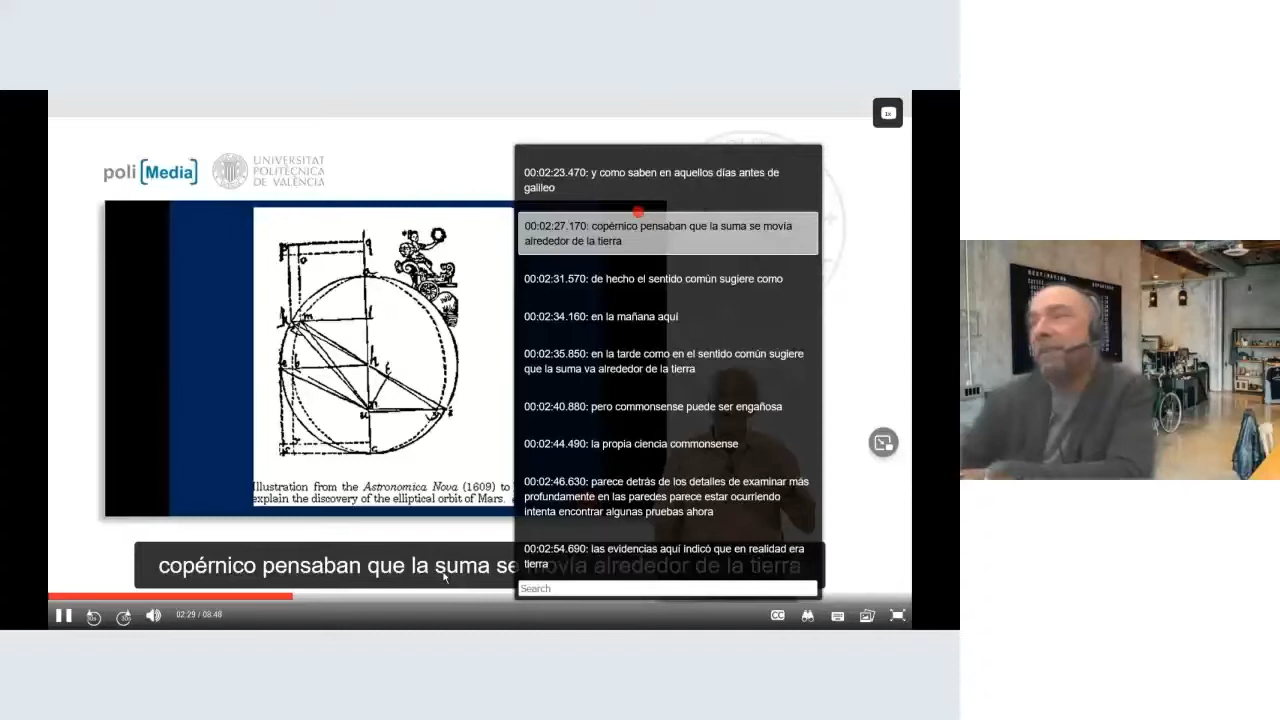 1x
poli [Media]
UNIVERSITAT
POLITÈCNICA
DE VALÈNCIA
Illustration from the Astronomica Nova (1609) to
explain the discovery of the elliptical orbit of Mars.
00:02:23.470: y como saben en aquellos días antes de
galileo
00:02:27.170: copérnico pensaban que la suma se movía
alrededor de la tierra
00:02:31.570: de hecho el sentido común sugiere como
00:02:34.160: en la mañana aquí
00:02:35.850: en la tarde como en el sentido común sugiere
que la suma va alrededor de la tierra
00:02:40.880: pero commonsense puede ser engañosa
00:02:44.490: la propia ciencia commonsense
00:02:46.630: parece detrás de los detalles de examinar más
profundamente en las paredes parece estar ocurriendo
intenta encontrar algunas pruebas ahora
00:02:54.690: las evidencias aquí indicó que en realidad era
tierra
Search
copérnico pensaban que la suma se movía alrededor de la tierra
02:29 / 08:48
CC